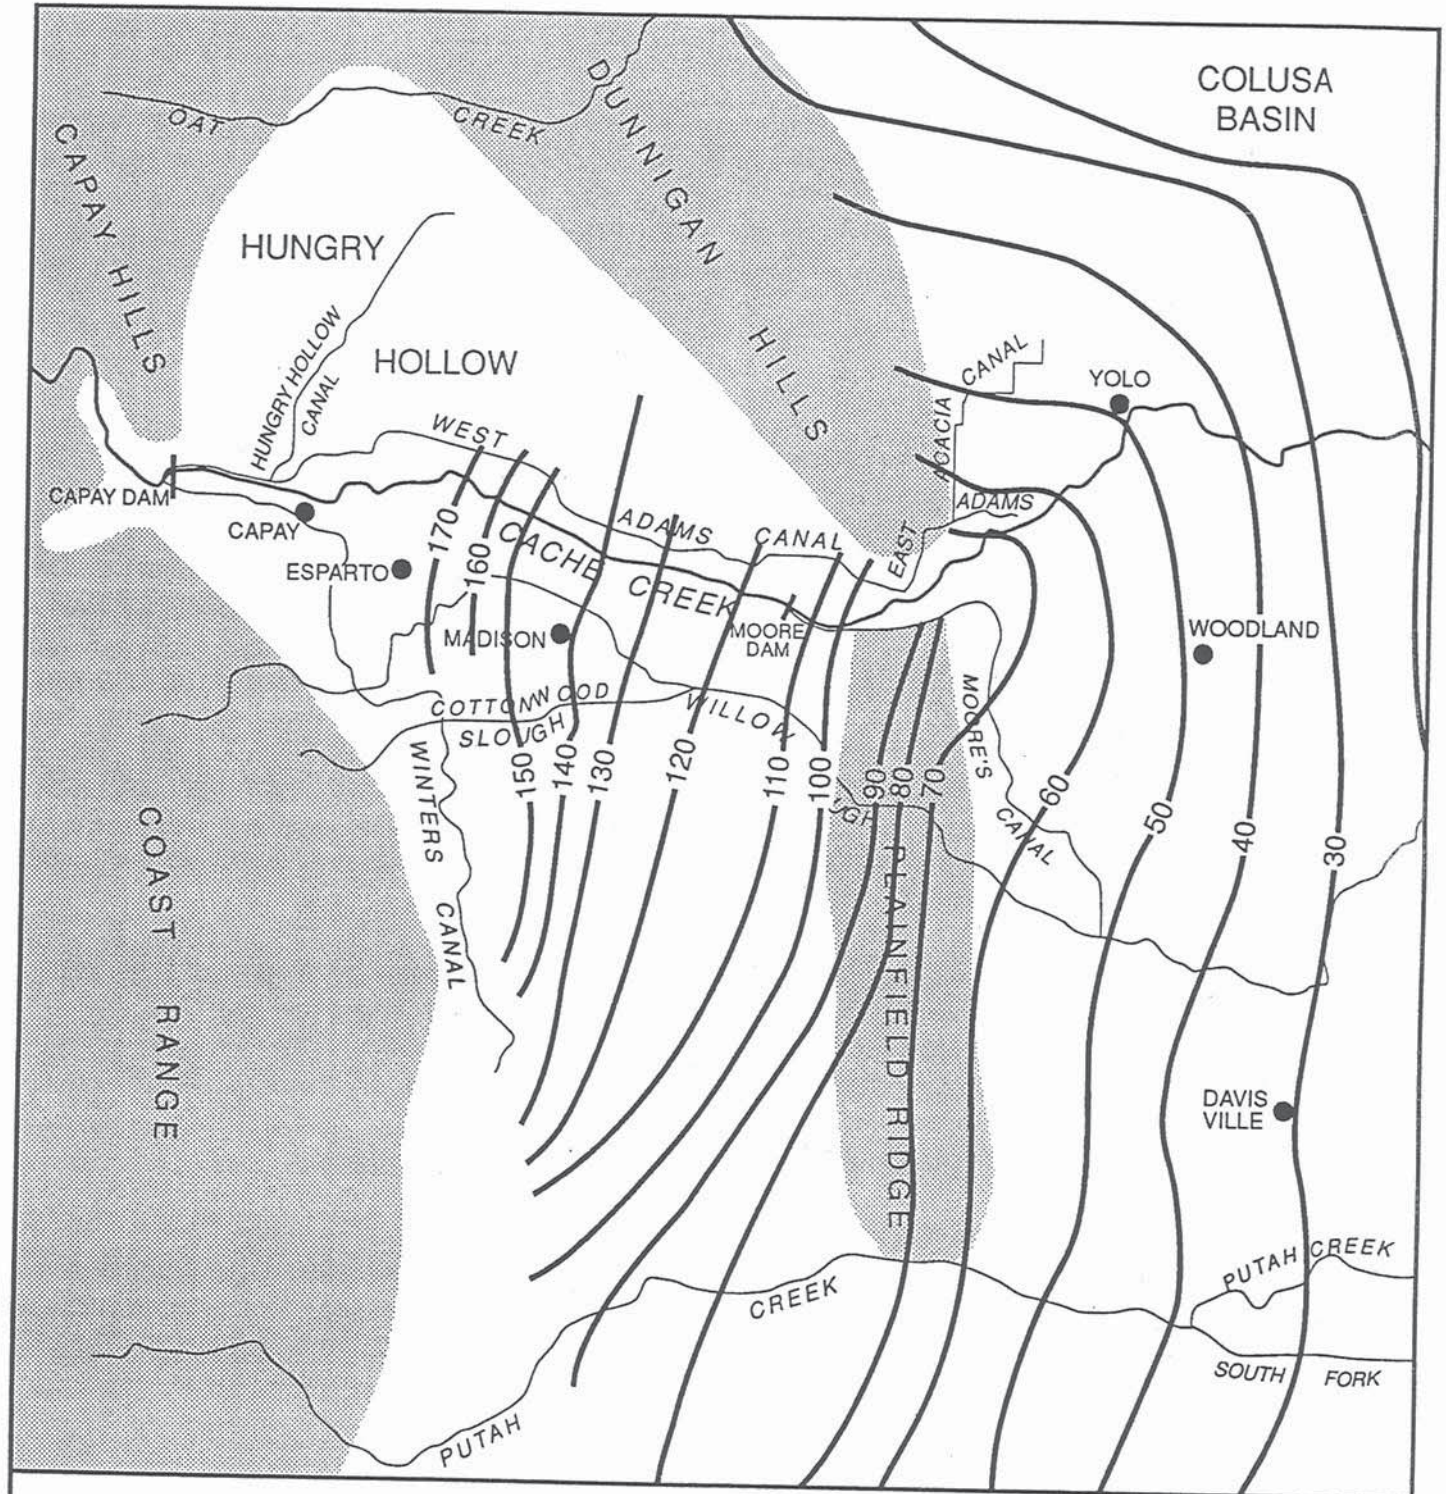 COLUSA
BASIN
OAT
CREEK
DUNNIGAN
HILLS
CAPAY HILLS
HUNGRY
HOLLOW
HUNGRY HOLLOW
CANAL
WEST
ADAMS
CANAL
ACACIA
CANAL
YOLO
EAST
ADAMS
CAPAY DAM
CAPAY
ESPARTO
170
160
CACHE
CREEK
MADISON
MOORE
DAM
WOODLAND
COTTONWOOD
SLOUGH
WILLOW
UGH
MOORE'S
CANAL
WINTERS
CANAL
150
140
130
120
110
100
90
80
70
60
50
40
30
COAST
RANGE
PLAINFIELD RIDGE
DAVIS
VILLE
PUTAH CREEK
CREEK
PUTAH
SOUTH FORK